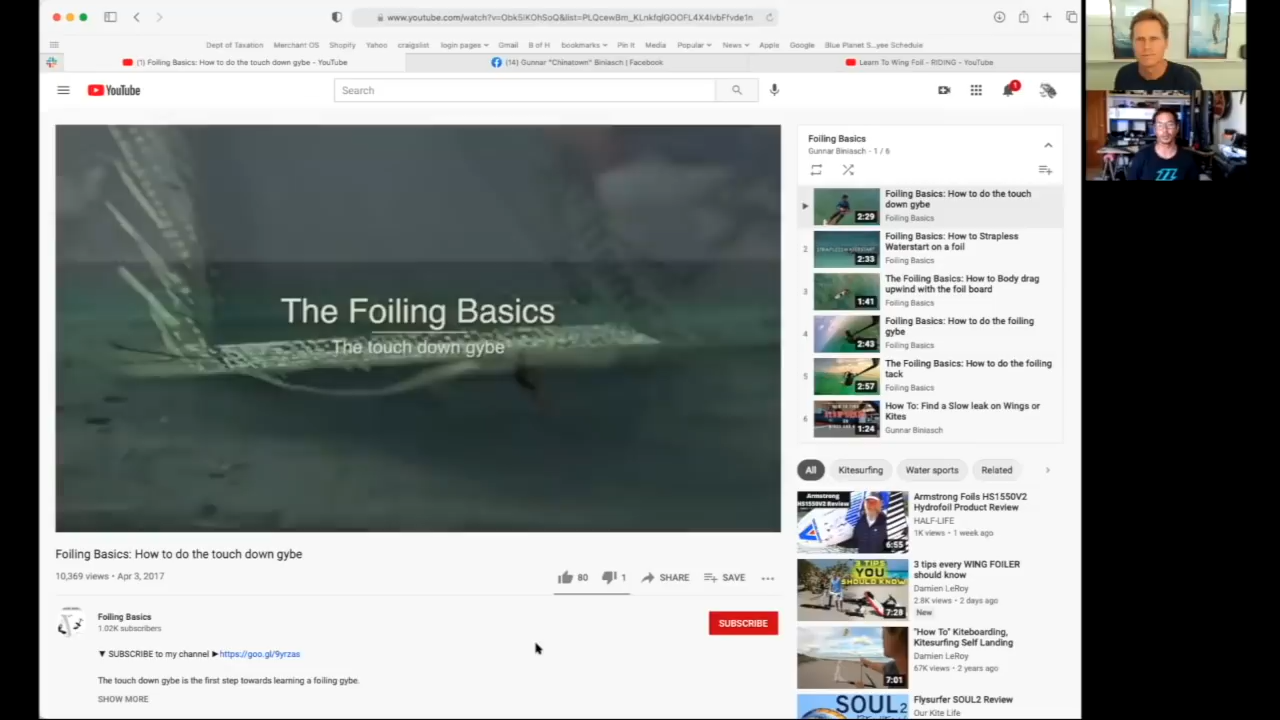 www.youtube.com/watch?v=ObkSIKOhSoQ&list=PLQcewBm_KLnkfqlGOOFL4X4lvbFfvde1n
Dept of Taxation Merchant OS Shopify Yahoo craigslist login pages Gmail B of H bookmarks Pin It Media Popular News Apple Google Blue Planet S...yee Schedule
(1) Foiling Basics: How to do the touch down gybe - YouTube
(14) Gunnar "Chinatown" Biniasch | Facebook
Learn To Wing Foil - RIDING - YouTube
YouTube
Search
1
The Foiling Basics
The touch down gybe
Foiling Basics: How to do the touch down gybe
10,369 views • Apr 3, 2017
80
1
SHARE
SAVE
Foiling Basics
1.02K subscribers
SUBSCRIBE
▼ SUBSCRIBE to my channel ►https://goo.gl/9yrzas
The touch down gybe is the first step towards learning a foiling gybe.
SHOW MORE
Foiling Basics
Gunnar Biniasch - 1 / 6
2:29
Foiling Basics: How to do the touch
down gybe
Foiling Basics
2
2:33
Foiling Basics: How to Strapless
Waterstart on a foil
Foiling Basics
3
1:41
The Foiling Basics: How to Body drag
upwind with the foil board
Foiling Basics
4
2:43
Foiling Basics: How to do the foiling
gybe
Foiling Basics
5
2:57
The Foiling Basics: How to do the foiling
tack
Foiling Basics
6
1:24
How To: Find a Slow leak on Wings or
Kites
Gunnar Biniasch
All
Kitesurfing
Water sports
Related
Armstrong
HS1550V2 Review
6:55
Armstrong Foils HS1550V2
Hydrofoil Product Review
HALF-LIFE
1K views • 1 week ago
3 TIPS
YOU
SHOULD KNOW
7:28
3 tips every WING FOILER
should know
Damien LeRoy
2.8K views • 2 days ago
New
7:01
"How To" Kiteboarding,
Kitesurfing Self Landing
Damien LeRoy
67K views • 2 years ago
SOUL2
Flysurfer SOUL2 Review
Our Kite Life